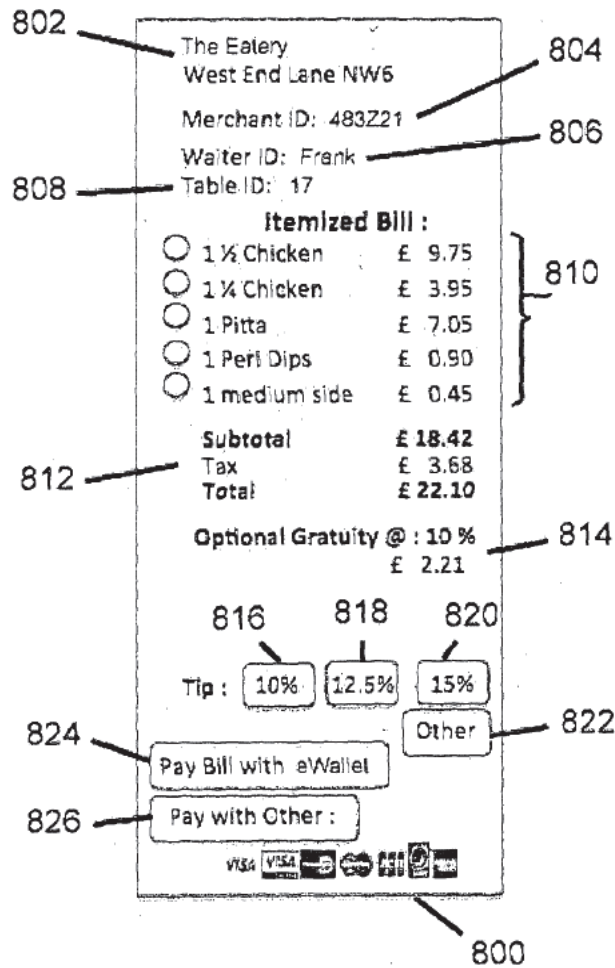 802
The Eatery
West End Lane NW6
804
Merchant ID: 483Z21
806
Waiter ID: Frank
808
Table ID: 17
Itemized Bill :
1 ½ Chicken £ 9.75
810
1 ¼ Chicken £ 3.95
1 Pitta £ 7.05
1 Peri Dips £ 0.90
1 medium side £ 0.45
Subtotal £ 18.42
812
Tax £ 3.68
Total £ 22.10
Optional Gratuity @ : 10 %
814
£ 2.21
816 818 820
Tip : 10% 12.5% 15%
Other
822
824
Pay Bill with eWallet
826
Pay with Other :
VISA VISA
800